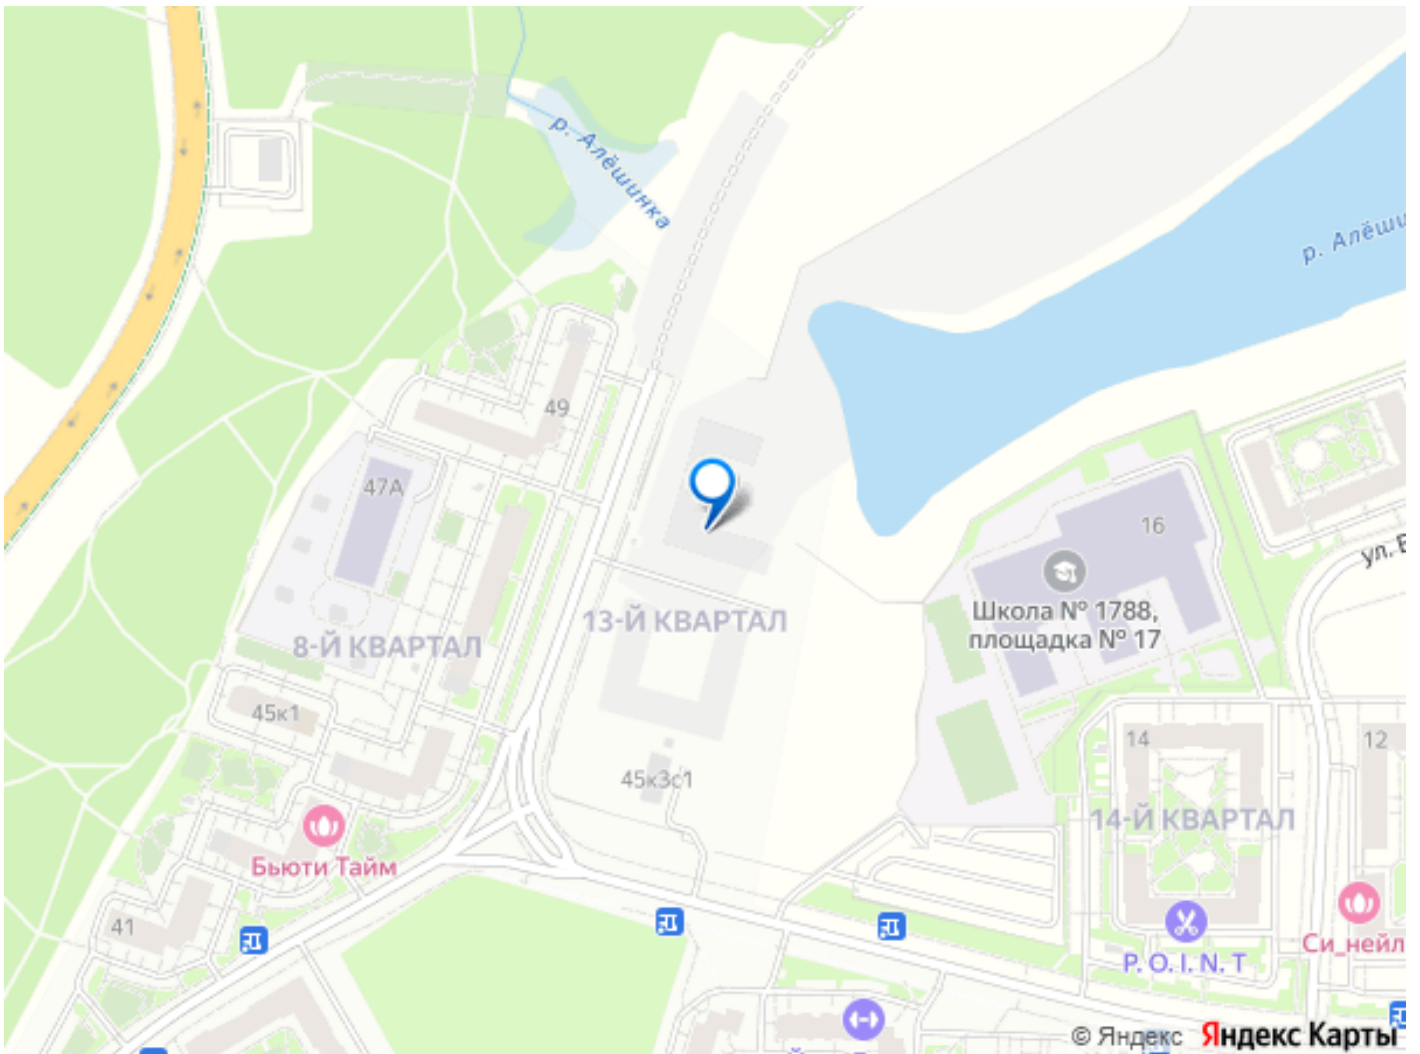 р. Алёшинка
р. Алёши
49
47А
16
ул. Б
Школа № 1788,
площадка № 17
13-Й КВАРТАЛ
8-Й КВАРТАЛ
45к1
14
12
45к3с1
14-Й КВАРТАЛ
Бьюти Тайм
41
P. O. I. N. T
Си_нейл
© Яндекс Яндекс Карты